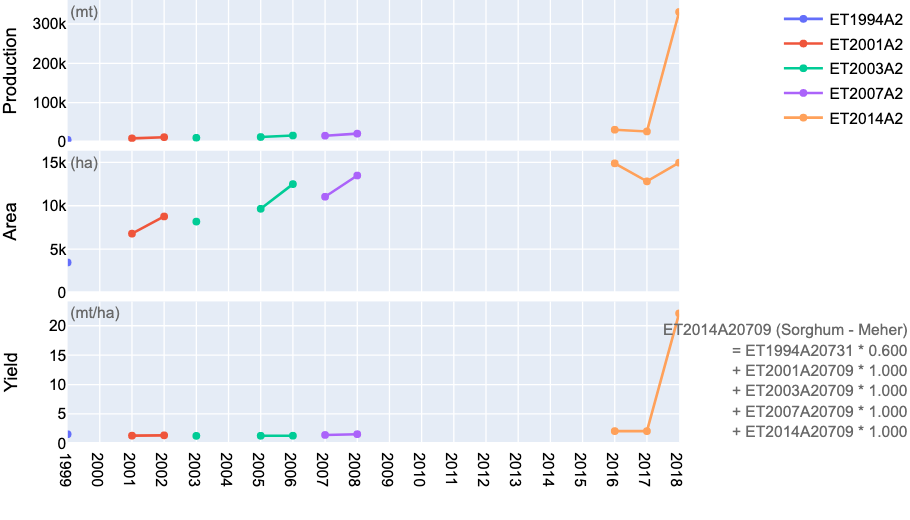 (mt)
300k
200k
100k
0
Production
ET1994A2
ET2001A2
ET2003A2
ET2007A2
ET2014A2
(ha)
15k
10k
5k
0
Area
(mt/ha)
20
15
10
5
0
Yield
ET2014A20709 (Sorghum - Meher)
= ET1994A20731 * 0.600
+ ET2001A20709 * 1.000
+ ET2003A20709 * 1.000
+ ET2007A20709 * 1.000
+ ET2014A20709 * 1.000
1999
2000
2001
2002
2003
2004
2005
2006
2007
2008
2009
2010
2011
2012
2013
2014
2015
2016
2017
2018